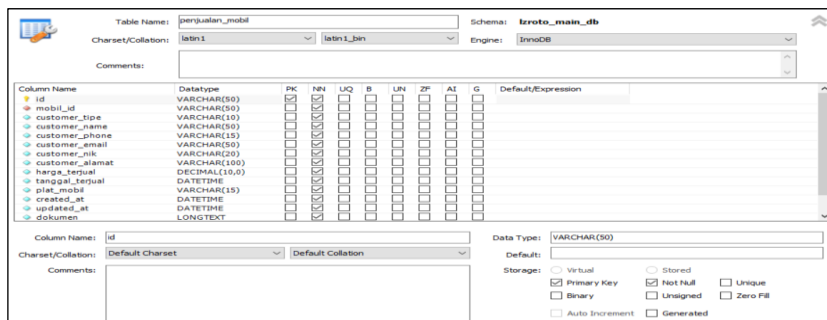 Table Name: penjualan_mobil Schema: lzroto_main_db
Charset/Collation: latin1 latin1_bin Engine: InnoDB
Comments:
Column Name Datatype PK NN UQ B UN ZF AI G Default/Expression
id VARCHAR(50)
mobil_id VARCHAR(50)
customer_tipe VARCHAR(10)
customer_name VARCHAR(50)
customer_phone VARCHAR(15)
customer_email VARCHAR(50)
customer_nik VARCHAR(20)
customer_alamat VARCHAR(100)
harga_terjual DECIMAL(10,0)
tanggal_terjual DATETIME
plat_mobil VARCHAR(15)
created_at DATETIME
updated_at DATETIME
dokumen LONGTEXT
Column Name: id Data Type: VARCHAR(50)
Charset/Collation: Default Charset Default Collation Default:
Comments: Storage: Virtual Stored
Primary Key Not Null Unique
Binary Unsigned Zero Fill
Auto Increment Generated